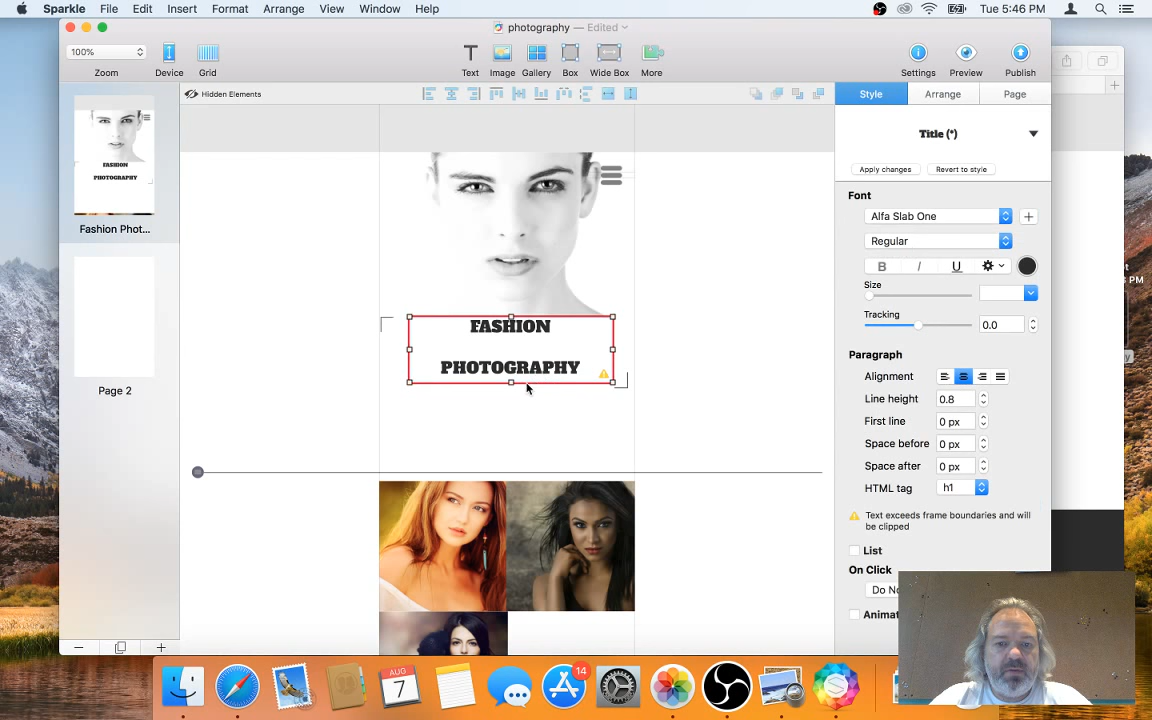 Sparkle File Edit Insert Format Arrange View Window Help Tue 5:46 PM
photography — Edited
100%
Zoom Device Grid Text Image Gallery Box Wide Box More Settings Preview Publish
Hidden Elements
Style Arrange Page
FASHION
PHOTOGRAPHY
Fashion Phot...
Page 2
FASHION
PHOTOGRAPHY
Title (*)
Apply changes Revert to style
Font
Alfa Slab One
Regular
B I U
Size
Tracking
0.0
Paragraph
Alignment
Line height 0.8
First line 0 px
Space before 0 px
Space after 0 px
HTML tag h1
Text exceeds frame boundaries and will
be clipped
List
On Click
AUG
7
14